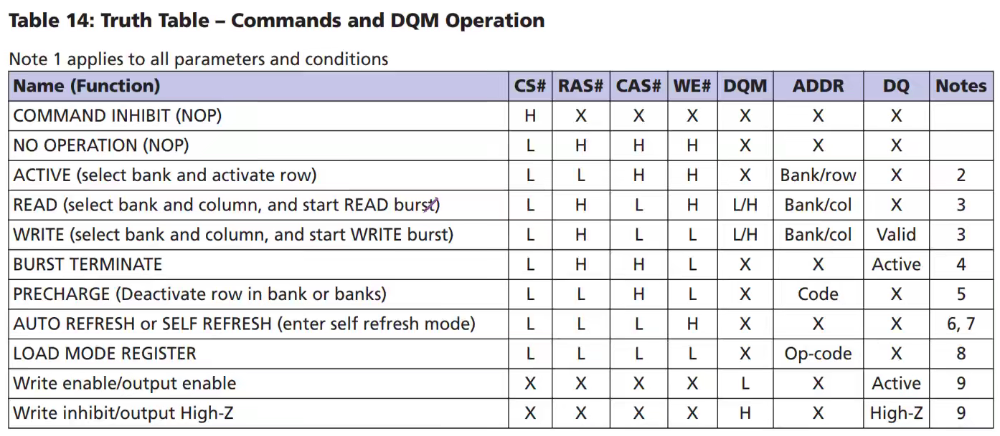 Table 14: Truth Table – Commands and DQM Operation
Note 1 applies to all parameters and conditions
Name (Function) CS# RAS# CAS# WE# DQM ADDR DQ Notes
COMMAND INHIBIT (NOP) H X X X X X X
NO OPERATION (NOP) L H H H X X X
ACTIVE (select bank and activate row) L L H H X Bank/row X 2
READ (select bank and column, and start READ burst) L H L H L/H Bank/col X 3
WRITE (select bank and column, and start WRITE burst) L H L L L/H Bank/col Valid 3
BURST TERMINATE L H H L X X Active 4
PRECHARGE (Deactivate row in bank or banks) L L H L X Code X 5
AUTO REFRESH or SELF REFRESH (enter self refresh mode) L L L H X X X 6, 7
LOAD MODE REGISTER L L L L X Op-code X 8
Write enable/output enable X X X X L X Active 9
Write inhibit/output High-Z X X X X H X High-Z 9